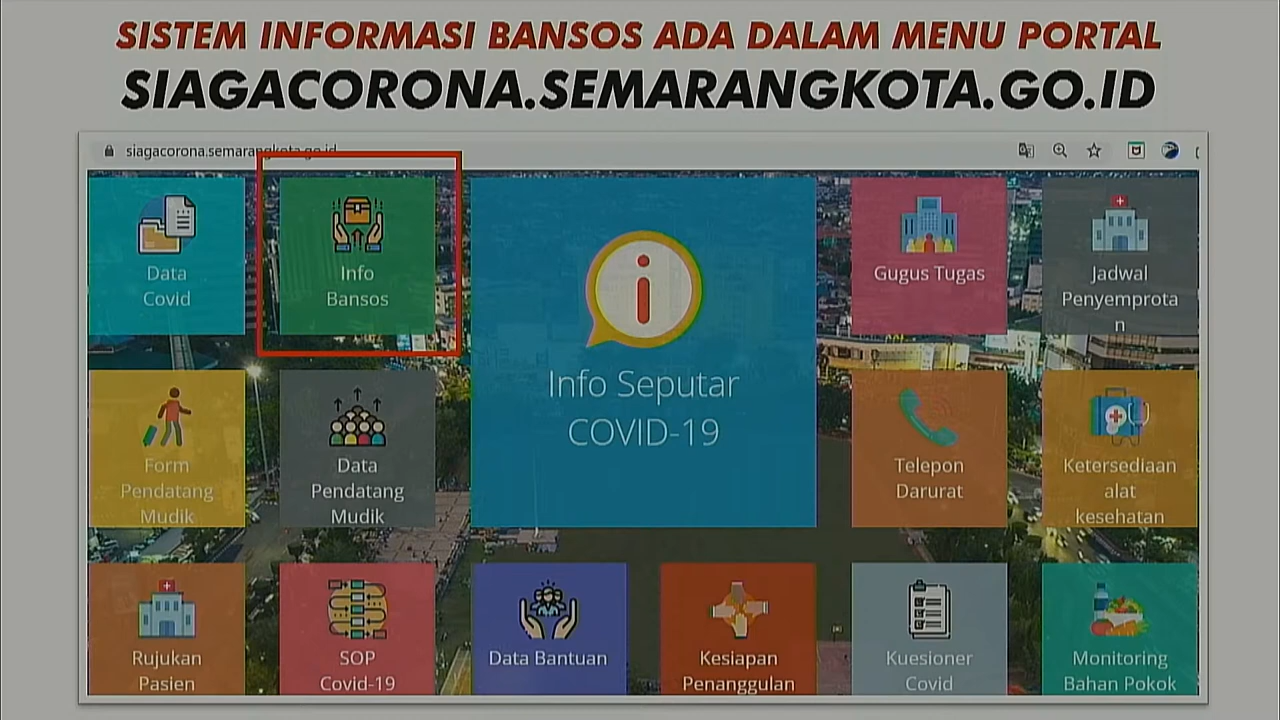 SISTEM INFORMASI BANSOS ADA DALAM MENU PORTAL
SIAGACORONA.SEMARANGKOTA.GO.ID
siagacorona.semarangkota.go.id
Data
Covid
Info
Bansos
Info Seputar
COVID-19
Gugus Tugas
Jadwal
Penyemprota
n
Form
Pendatang
Mudik
Data
Pendatang
Mudik
Telepon
Darurat
Ketersediaan
alat
kesehatan
Rujukan
Pasien
SOP
Covid-19
Data Bantuan
Kesiapan
Penanggulan
Kuesioner
Covid
Monitoring
Bahan Pokok